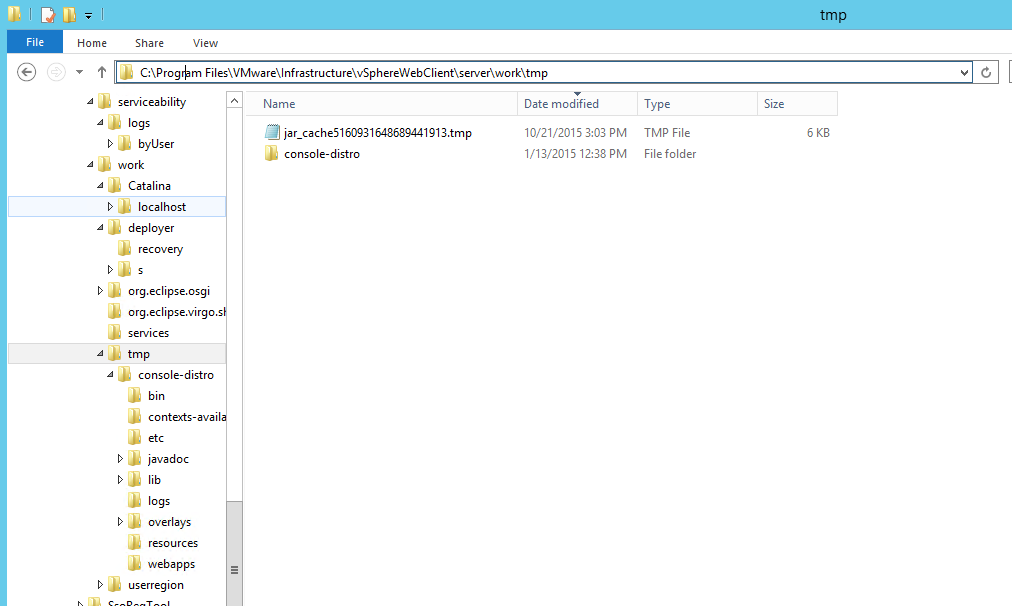 tmp
File Home Share View
C:\Program Files\VMware\Infrastructure\vSphereWebClient\server\work\tmp
Name Date modified Type Size
jar_cache5160931648689441913.tmp 10/21/2015 3:03 PM TMP File 6 KB
console-distro 1/13/2015 12:38 PM File folder
serviceability
logs
byUser
work
Catalina
localhost
deployer
recovery
s
org.eclipse.osgi
org.eclipse.virgo.sh
services
tmp
console-distro
bin
contexts-availa
etc
javadoc
lib
logs
overlays
resources
webapps
userregion
SsoRegTool